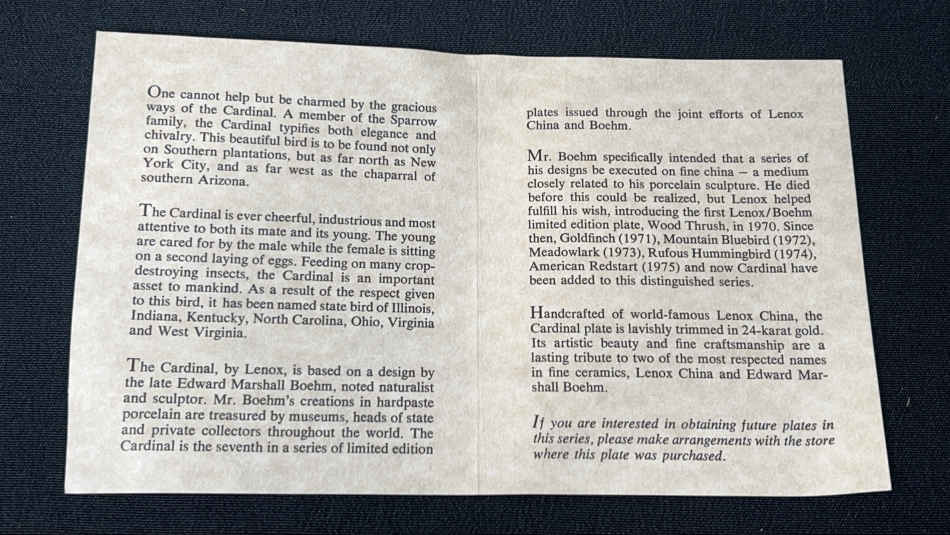 One cannot help but be charmed by the gracious
ways of the Cardinal. A member of the Sparrow
family, the Cardinal typifies both elegance and
chivalry. This beautiful bird is to be found not only
on Southern plantations, but as far north as New
York City, and as far west as the chaparral of
southern Arizona.
The Cardinal is ever cheerful, industrious and most
attentive to both its mate and its young. The young
are cared for by the male while the female is sitting
on a second laying of eggs. Feeding on many crop-
destroying insects, the Cardinal is an important
asset to mankind. As a result of the respect given
to this bird, it has been named state bird of Illinois,
Indiana, Kentucky, North Carolina, Ohio, Virginia
and West Virginia.
The Cardinal, by Lenox, is based on a design by
the late Edward Marshall Boehm, noted naturalist
and sculptor. Mr. Boehm's creations in hardpaste
porcelain are treasured by museums, heads of state
and private collectors throughout the world. The
Cardinal is the seventh in a series of limited edition
plates issued through the joint efforts of Lenox
China and Boehm.
Mr. Boehm specifically intended that a series of
his designs be executed on fine china — a medium
closely related to his porcelain sculpture. He died
before this could be realized, but Lenox helped
fulfill his wish, introducing the first Lenox/Boehm
limited edition plate, Wood Thrush, in 1970. Since
then, Goldfinch (1971), Mountain Bluebird (1972),
Meadowlark (1973), Rufous Hummingbird (1974),
American Redstart (1975) and now Cardinal have
been added to this distinguished series.
Handcrafted of world-famous Lenox China, the
Cardinal plate is lavishly trimmed in 24-karat gold.
Its artistic beauty and fine craftsmanship are a
lasting tribute to two of the most respected names
in fine ceramics, Lenox China and Edward Mar-
shall Boehm.
If you are interested in obtaining future plates in
this series, please make arrangements with the store
where this plate was purchased.